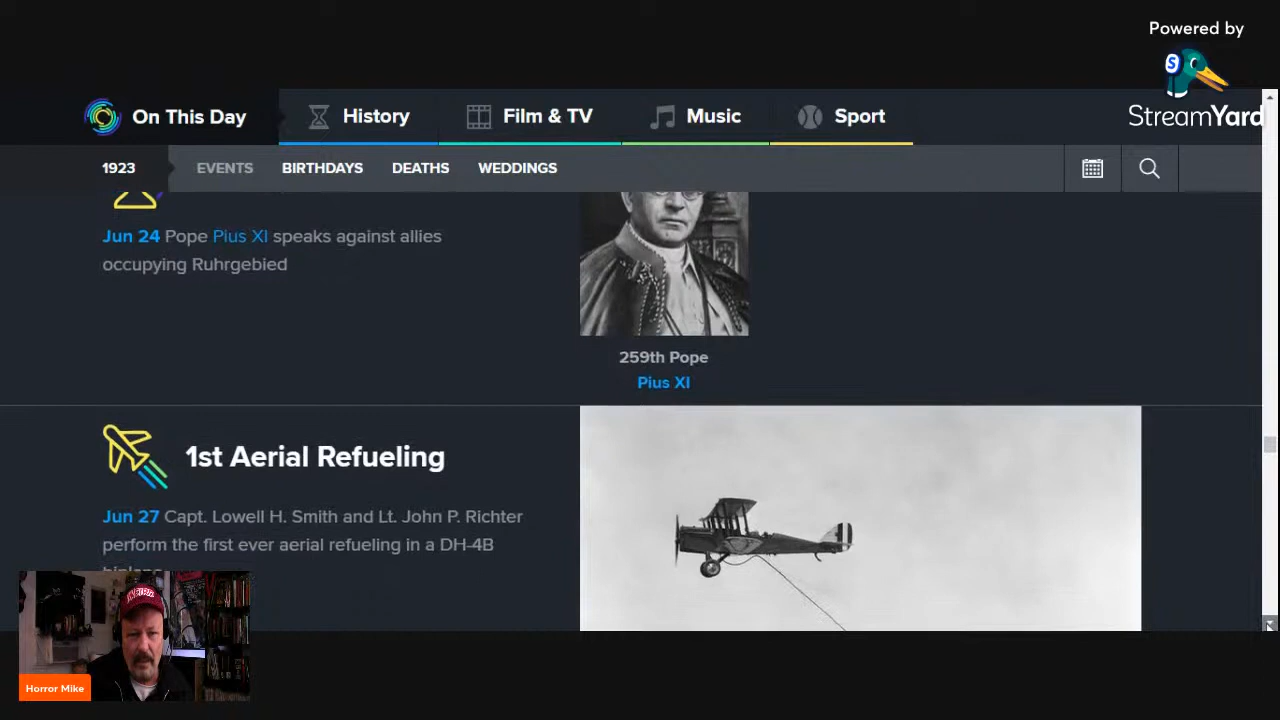 Powered by
S
StreamYard
On This Day
History
Film & TV
Music
Sport
1923
EVENTS
BIRTHDAYS
DEATHS
WEDDINGS
Jun 24 Pope Pius XI speaks against allies
occupying Ruhrgebied
259th Pope
Pius XI
1st Aerial Refueling
Jun 27 Capt. Lowell H. Smith and Lt. John P. Richter
perform the first ever aerial refueling in a DH-4B
Horror Mike